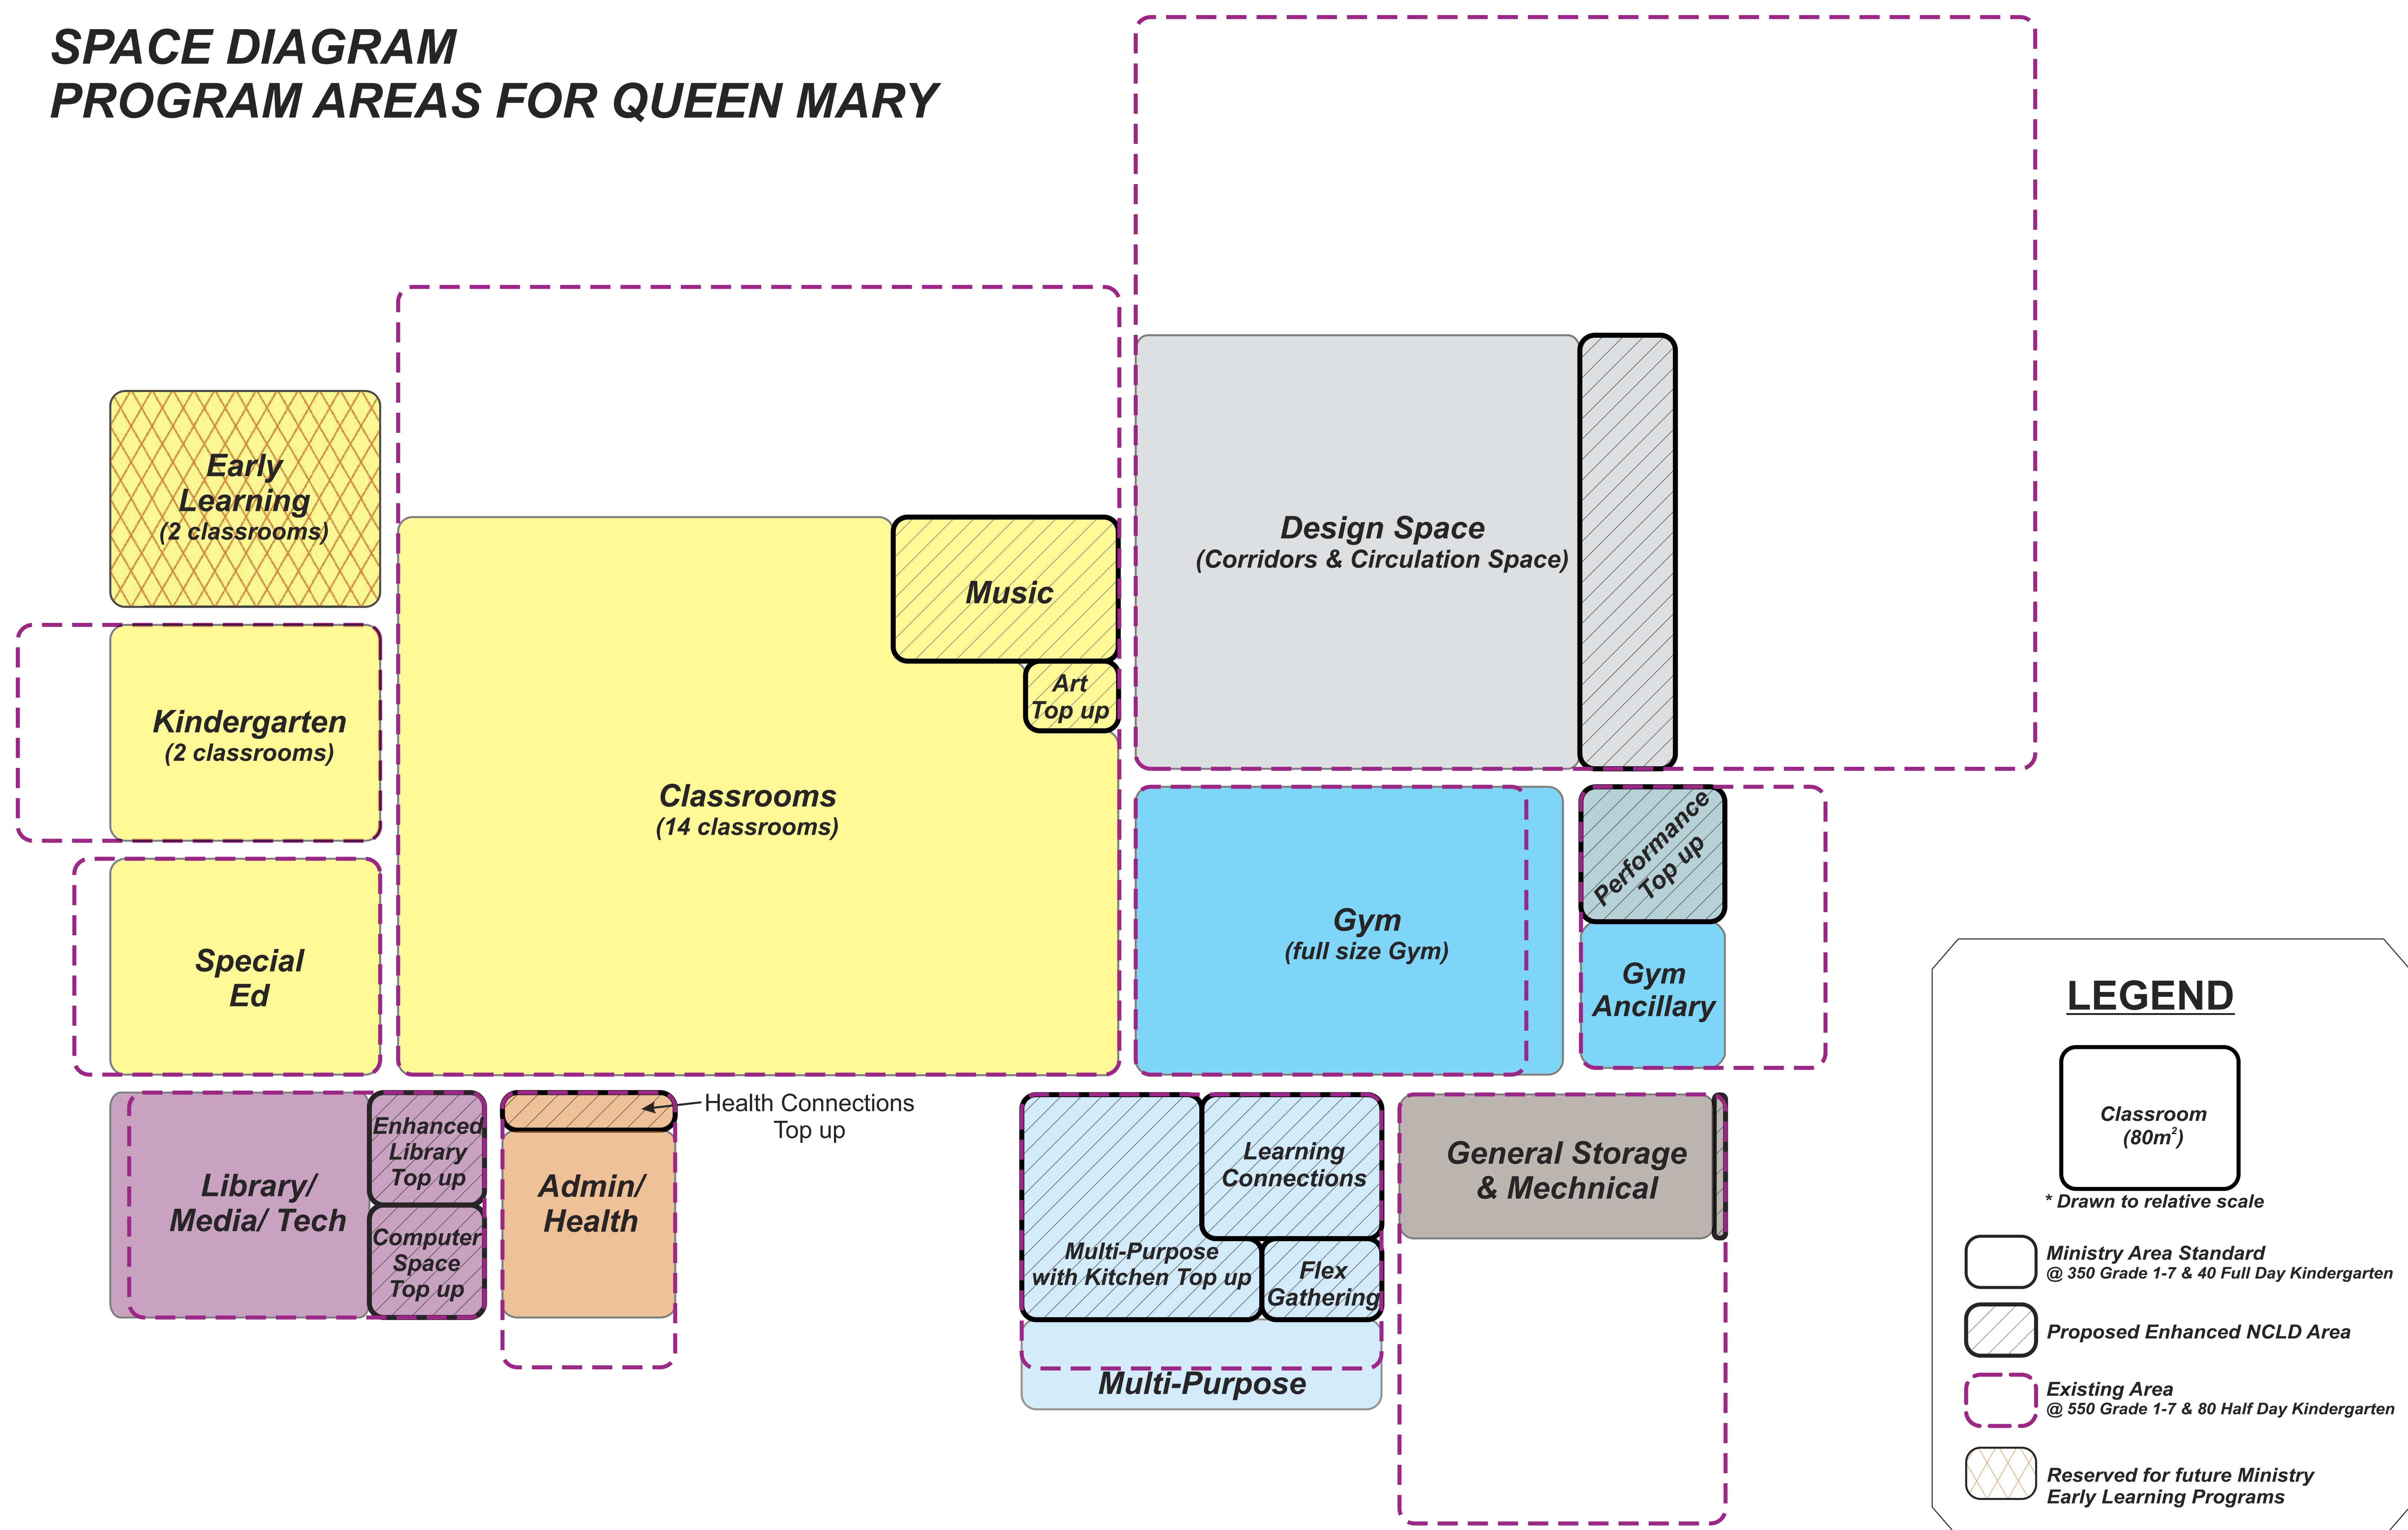 SPACE DIAGRAM
PROGRAM AREAS FOR QUEEN MARY
Early
Learning
(2 classrooms)
Kindergarten
(2 classrooms)
Special
Ed
Classrooms
(14 classrooms)
Music
Art
Top up
Design Space
(Corridors & Circulation Space)
Gym
(full size Gym)
Performance
Top up
Gym
Ancillary
Library/
Media/ Tech
Enhanced
Library
Top up
Computer
Space
Top up
Admin/
Health
Health Connections
Top up
Learning
Connections
Multi-Purpose
with Kitchen Top up
Flex
Gathering
Multi-Purpose
General Storage
& Mechnical
LEGEND
Classroom
(80m²)
* Drawn to relative scale
Ministry Area Standard
@ 350 Grade 1-7 & 40 Full Day Kindergarten
Proposed Enhanced NCLD Area
Existing Area
@ 550 Grade 1-7 & 80 Half Day Kindergarten
Reserved for future Ministry
Early Learning Programs